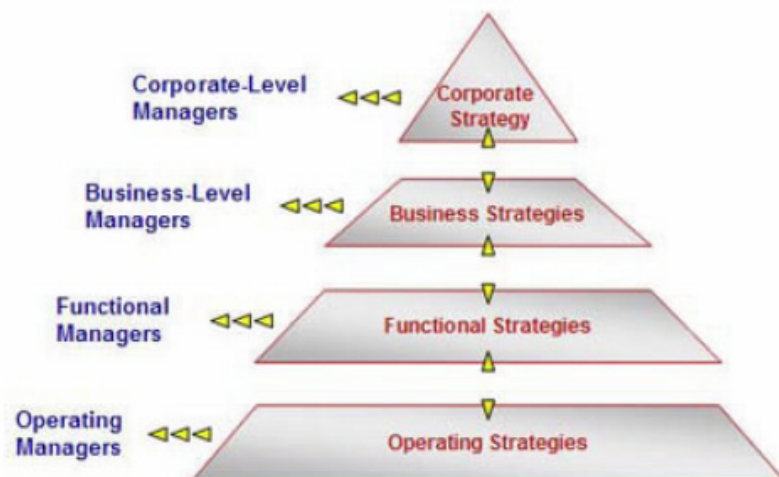 Corporate-Level
Managers
Corporate
Strategy
Business-Level
Managers
Business Strategies
Functional
Managers
Functional Strategies
Operating
Managers
Operating Strategies